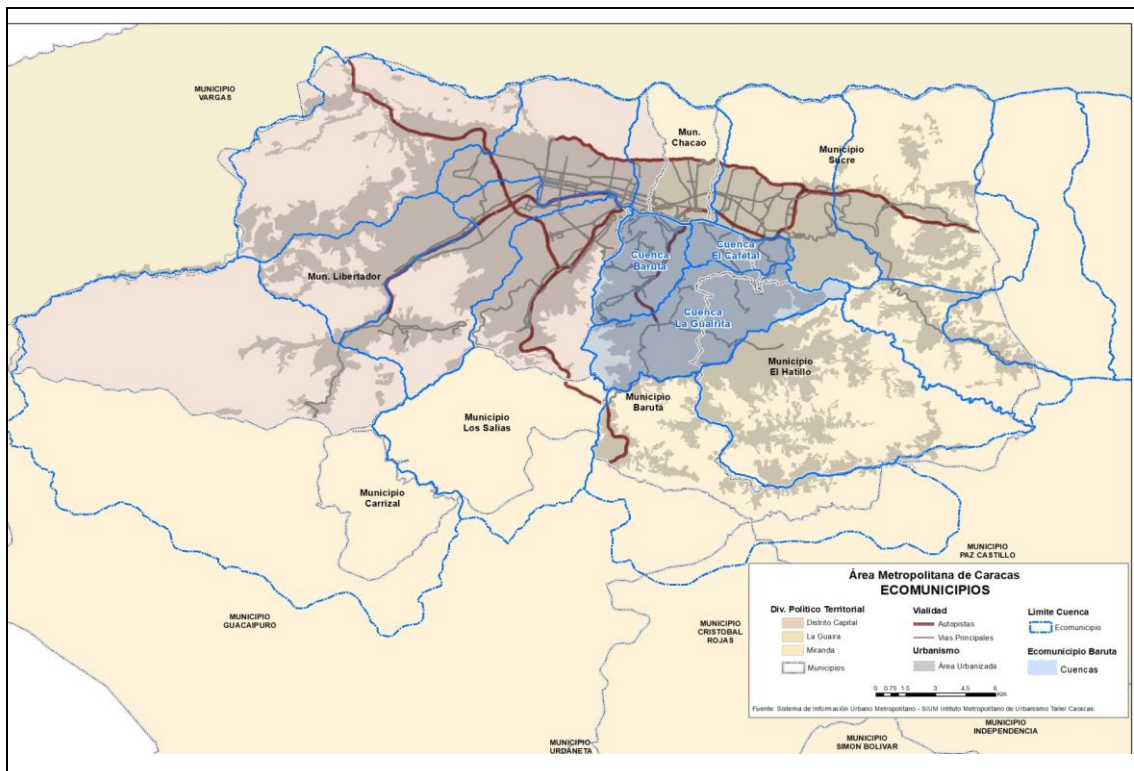 MUNICIPIO
VARGAS
Mun.
Chacao
Municipio
Sucre
Cuenca
El Cafetal
Cuenca
Baruta
Mun. Libertador
Cuenca
La Guairita
Municipio
El Hatillo
Municipio
Baruta
Municipio
Los Salias
Municipio
Carrizal
MUNICIPIO
PAZ CASTILLO
MUNICIPIO
GUACAIPURO
MUNICIPIO
CRISTOBAL
ROJAS
Área Metropolitana de Caracas
ECOMUNICIPIOS
Div. Político Territorial
Distrito Capital
La Guaira
Miranda
Municipios
Vialidad
Autopistas
Vias Principales
Urbanismo
Área Urbanizada
Limite Cuenca
Ecomunicipio
Ecomunicipio Baruta
Cuencas
0 0.75 1.5 3 4.5 6
KM
Fuente: Sistema de Información Urbano Metropolitano - SIUM Intituto Metropolitano de Urbanismo Taller Caracas.
MUNICIPIO
INDEPENDENCIA
MUNICIPIO
SIMON BOLIVAR
MUNICIPIO
URDANETA